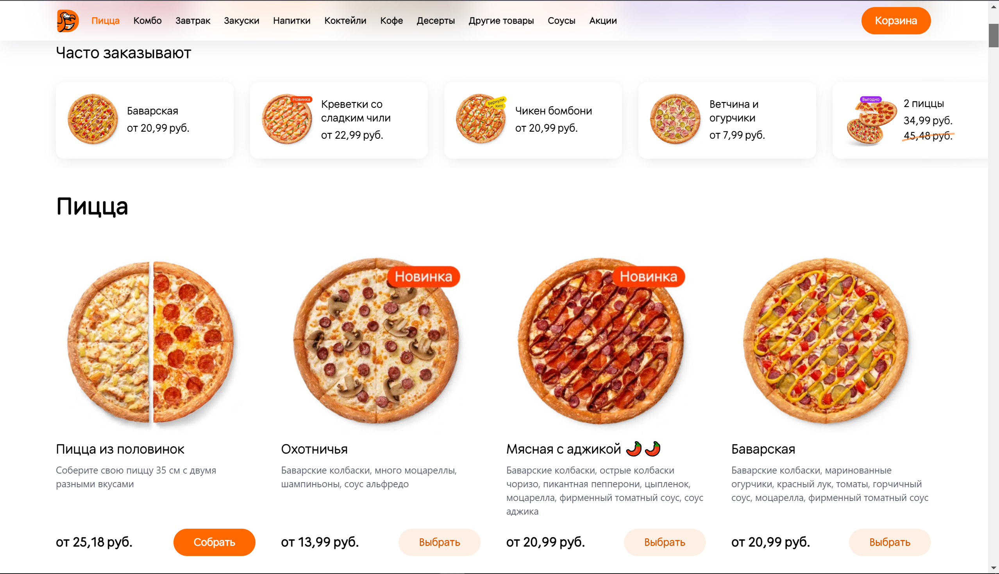 Пицца Комбо Завтрак Закуски Напитки Коктейли Кофе Десерты Другие товары Соусы Акции Корзина
Часто заказывают
Баварская
от 20,99 руб.
Новинка
Креветки со
сладким чили
от 22,99 руб.
Вернули
хит!
Чикен бомбони
от 20,99 руб.
Ветчина и
огурчики
от 7,99 руб.
Выгодно
2 пиццы
34,99 руб.
45,48 руб.
Пицца
Пицца из половинок
Соберите свою пиццу 35 см с двумя
разными вкусами
от 25,18 руб. Собрать
Новинка
Охотничья
Баварские колбаски, много моцареллы,
шампиньоны, соус альфредо
от 13,99 руб. Выбрать
Новинка
Мясная с аджикой 🌶️🌶️
Баварские колбаски, острые колбаски
чоризо, пикантная пепперони, цыпленок,
моцарелла, фирменный томатный соус, соус
аджика
от 20,99 руб. Выбрать
Баварская
Баварские колбаски, маринованные
огурчики, красный лук, томаты, горчичный
соус, моцарелла, фирменный томатный соус
от 20,99 руб. Выбрать